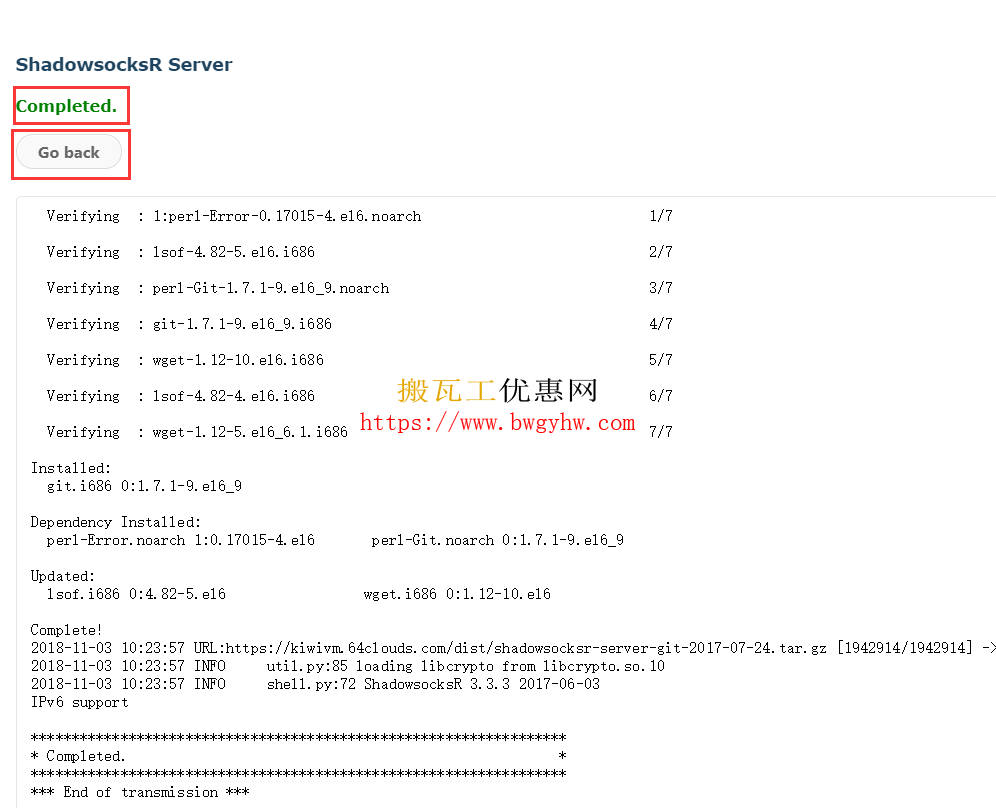 ShadowsocksR Server
Completed.
Go back
Verifying  : 1:perl-Error-0.17015-4.el6.noarch 1/7
Verifying  : lsof-4.82-5.el6.i686 2/7
Verifying  : perl-Git-1.7.1-9.el6_9.noarch 3/7
Verifying  : git-1.7.1-9.el6_9.i686 4/7
Verifying  : wget-1.12-10.el6.i686 5/7
搬瓦工优惠网
Verifying  : lsof-4.82-4.el6.i686 6/7
https://www.bwgyhw.com
Verifying  : wget-1.12-5.el6_6.1.i686 7/7
Installed:
git.i686 0:1.7.1-9.el6_9
Dependency Installed:
perl-Error.noarch 1:0.17015-4.el6 perl-Git.noarch 0:1.7.1-9.el6_9
Updated:
lsof.i686 0:4.82-5.el6 wget.i686 0:1.12-10.el6
Complete!
2018-11-03 10:23:57 URL:https://kiwivm.64clouds.com/dist/shadowsocksr-server-git-2017-07-24.tar.gz [1942914/1942914] ->
2018-11-03 10:23:57 INFO util.py:85 loading libcrypto from libcrypto.so.10
2018-11-03 10:23:57 INFO shell.py:72 ShadowsocksR 3.3.3 2017-06-03
IPv6 support
******************************************************************
* Completed. *
******************************************************************
*** End of transmission ***